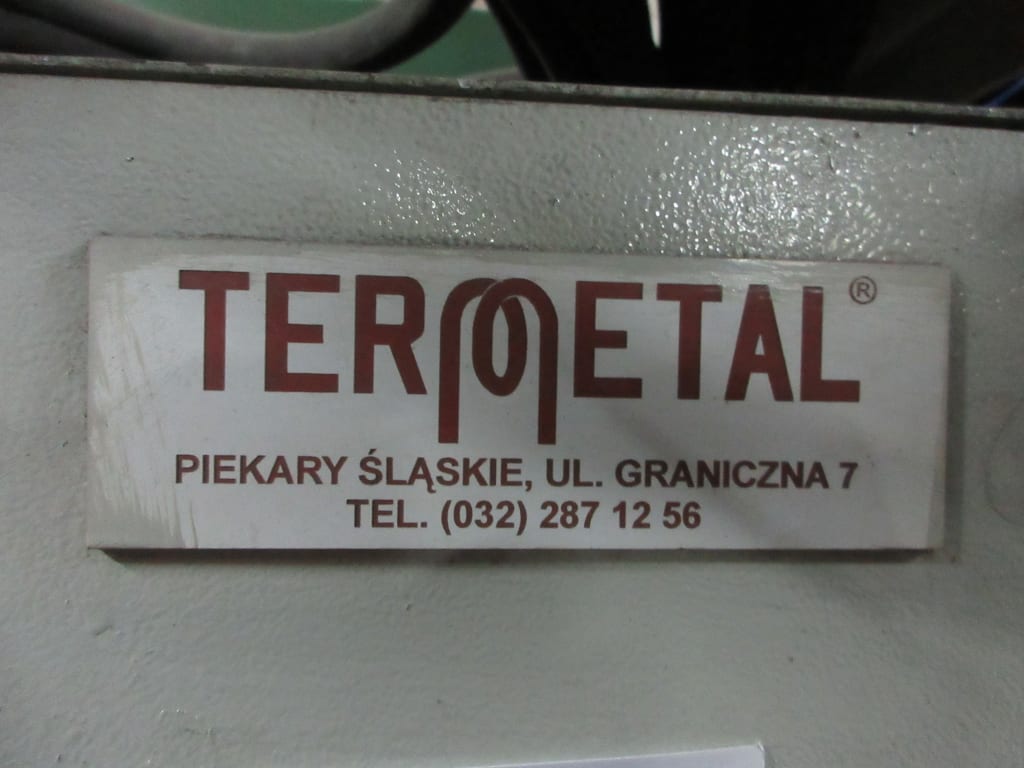 TERMETAL®
PIEKARY ŚLĄSKIE, UL. GRANICZNA 7
TEL. (032) 287 12 56